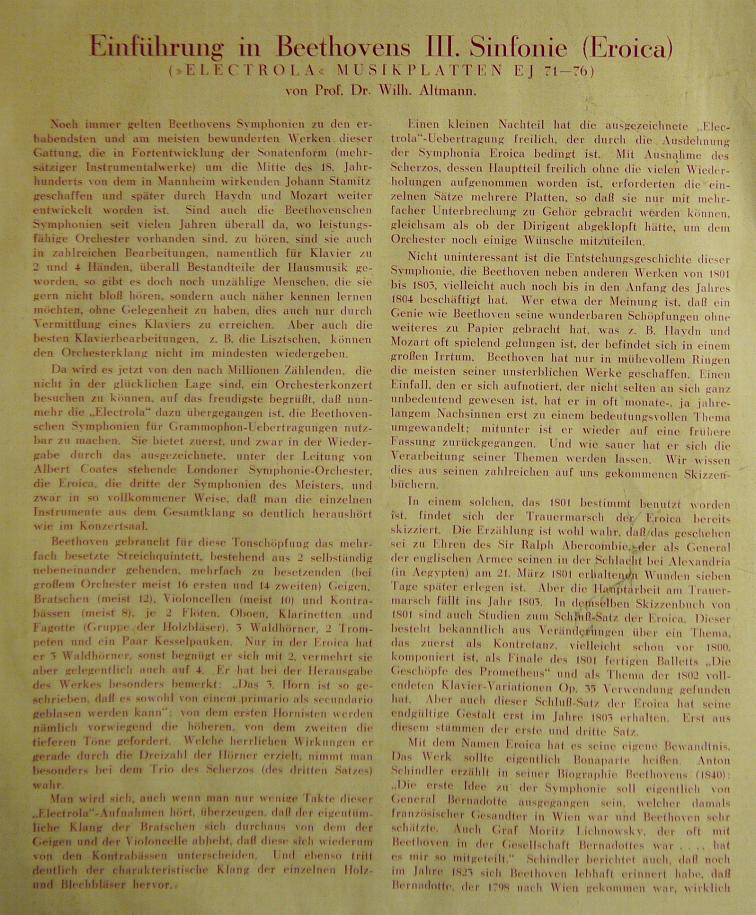 Einführung in Beethovens III. Sinfonie (Eroica)
(»ELECTROLA« MUSIKPLATTEN EJ 71—76)
von Prof. Dr. Wilh. Altmann.
Noch immer gelten Beethovens Symphonien zu den er-
habendsten und am meisten bewunderten Werken dieser
Gattung, die in Fortentwicklung der Sonatenform (mehr-
sätziger Instrumentalwerke) um die Mitte des 18. Jahr-
hunderts von dem in Mannheim wirkenden Johann Stamitz
geschaffen und später durch Haydn und Mozart weiter
entwickelt worden ist. Sind auch die Beethovenschen
Symphonien seit vielen Jahren überall da, wo leistungs-
fähige Orchester vorhanden sind, zu hören, sind sie auch
in zahlreichen Bearbeitungen, namentlich für Klavier zu
2 und 4 Händen, überall Bestandteile der Hausmusik ge-
worden, so gibt es doch noch unzählige Menschen, die sie
gern nicht bloß hören, sondern auch näher kennen lernen
möchten, ohne Gelegenheit zu haben, dies auch nur durch
Vermittlung eines Klaviers zu erreichen. Aber auch die
besten Klavierbearbeitungen, z. B. die Lisztschen, können
den Orchesterklang nicht im mindesten wiedergeben.
Da wird es jetzt von den nach Millionen Zählenden, die
nicht in der glücklichen Lage sind, ein Orchesterkonzert
besuchen zu können, auf das freudigste begrüßt, daß nun-
mehr die „Electrola“ dazu übergegangen ist, die Beethoven-
schen Symphonien für Grammophon-Uebertragungen nutz-
bar zu machen. Sie bietet zuerst, und zwar in der Wieder-
gabe durch das ausgezeichnete, unter der Leitung von
Albert Coates stehende Londoner Symphonie-Orchester,
die Eroica, die dritte der Symphonien des Meisters, und
zwar in so vollkommener Weise, daß man die einzelnen
Instrumente aus dem Gesamtklang so deutlich heraushört
wie im Konzertsaal.
Beethoven gebraucht für diese Tonschöpfung das mehr-
fach besetzte Streichquintett, bestehend aus 2 selbständig
nebeneinander gehenden, mehrfach zu besetzenden (bei
großem Orchester meist 16 ersten und 14 zweiten) Geigen,
Bratschen (meist 12), Violoncellen (meist 10) und Kontra-
bässen (meist 8), je 2 Flöten, Oboen, Klarinetten und
Fagotte (Gruppe der Holzbläser), 3 Waldhörner, 2 Trom-
peten und ein Paar Kesselpauken. Nur in der Eroica hat
er 3 Waldhörner, sonst begnügt er sich mit 2, vermehrt sie
aber gelegentlich auch auf 4. Er hat bei der Herausgabe
des Werkes besonders bemerkt: „Das 3. Horn ist so ge-
schrieben, daß es sowohl von einem primario als secundario
geblasen werden kann“; von dem ersten Hornisten werden
nämlich vorwiegend die höheren, von dem zweiten die
tieferen Töne gefordert. Welche herrlichen Wirkungen er
gerade durch die Dreizahl der Hörner erzielt, nimmt man
besonders bei dem Trio des Scherzos (des dritten Satzes)
wahr.
Man wird sich, auch wenn man nur wenige Takte dieser
„Electrola“-Aufnahmen hört, überzeugen, daß der eigentüm-
liche Klang der Bratschen sich durchaus von dem der
Geigen und der Violoncelle abhebt, daß diese sich wiederum
von den Kontrabässen unterscheiden. Und ebenso tritt
deutlich der charakteristische Klang der einzelnen Holz-
und Blechbläser hervor.
Einen kleinen Nachteil hat die ausgezeichnete „Elec-
trola“-Uebertragung freilich, der durch die Ausdehnung
der Symphonia Eroica bedingt ist. Mit Ausnahme des
Scherzos, dessen Hauptteil freilich ohne die vielen Wieder-
holungen aufgenommen worden ist, erforderten die ein-
zelnen Sätze mehrere Platten, so daß sie nur mit mehr-
facher Unterbrechung zu Gehör gebracht werden können,
gleichsam als ob der Dirigent abgeklopft hätte, um dem
Orchester noch einige Wünsche mitzuteilen.
Nicht uninteressant ist die Entstehungsgeschichte dieser
Symphonie, die Beethoven neben anderen Werken von 1801
bis 1803, vielleicht auch noch bis in den Anfang des Jahres
1804 beschäftigt hat. Wer etwa der Meinung ist, daß ein
Genie wie Beethoven seine wunderbaren Schöpfungen ohne
weiteres zu Papier gebracht hat, was z. B. Haydn und
Mozart oft spielend gelungen ist, der befindet sich in einem
großen Irrtum. Beethoven hat nur in mühevollem Ringen
die meisten seiner unsterblichen Werke geschaffen. Einen
Einfall, den er sich aufnotiert, der nicht selten an sich ganz
unbedeutend gewesen ist, hat er in oft monate-, ja jahre-
langem Nachsinnen erst zu einem bedeutungsvollen Thema
umgewandelt; mitunter ist er wieder auf eine frühere
Fassung zurückgegangen. Und wie sauer hat er sich die
Verarbeitung seiner Themen werden lassen. Wir wissen
dies aus seinen zahlreichen auf uns gekommenen Skizzen-
büchern.
In einem solchen, das 1801 bestimmt benutzt worden
ist, findet sich der Trauermarsch der Eroica bereits
skizziert. Die Erzählung ist wohl wahr, daß das geschehen
sei zu Ehren des Sir Ralph Abercombie, der als General
der englischen Armee seinen in der Schlacht bei Alexandria
(in Aegypten) am 21. März 1801 erhaltenen Wunden sieben
Tage später erlegen ist. Aber die Hauptarbeit am Trauer-
marsch fällt ins Jahr 1803. In demselben Skizzenbuch von
1801 sind auch Studien zum Schluß-Satz der Eroica. Dieser
besteht bekanntlich aus Veränderungen über ein Thema,
das zuerst als Kontretanz, vielleicht schon vor 1800,
komponiert ist, als Finale des 1801 fertigen Balletts „Die
Geschöpfe des Prometheus“ und als Thema der 1802 voll-
endeten Klavier-Variationen Op. 35 Verwendung gefunden
hat. Aber auch dieser Schluß-Satz der Eroica hat seine
endgültige Gestalt erst im Jahre 1803 erhalten. Erst aus
diesem stammen der erste und dritte Satz.
Mit dem Namen Eroica hat es seine eigene Bewandtnis.
Das Werk sollte eigentlich Bonaparte heißen. Anton
Schindler erzählt in seiner Biographie Beethovens (1840):
„Die erste Idee zu der Symphonie soll eigentlich von
General Bernadotte ausgegangen sein, welcher damals
französischer Gesandter in Wien war und Beethoven sehr
schätzte. Auch Graf Moritz Lichnowsky, der oft mit
Beethoven in der Gesellschaft Bernadottes war . . . , hat
es mir so mitgeteilt.“ Schindler berichtet auch, daß noch
im Jahre 1823 sich Beethoven lebhaft erinnert habe, daß
Bernadotte, der 1798 nach Wien gekommen war, wirklich